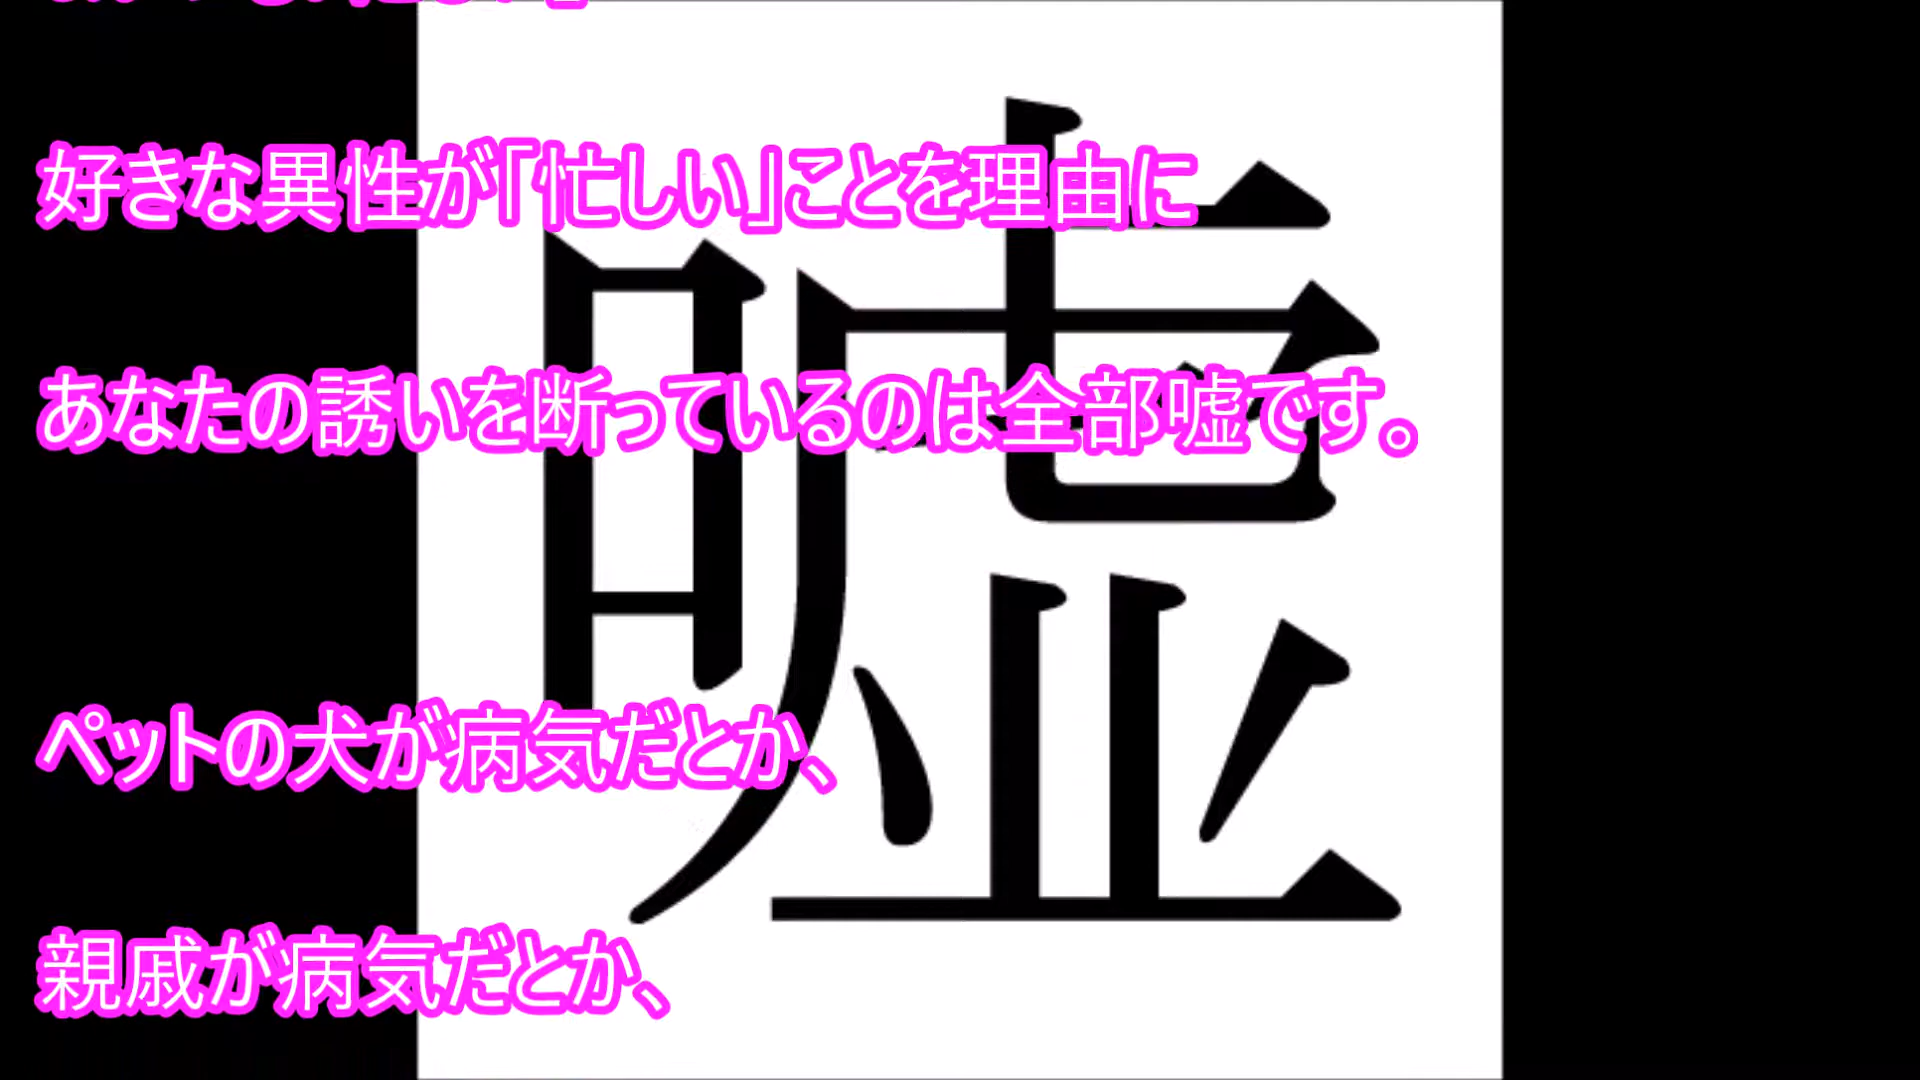 好きな異性が「忙しい」ことを理由に
あなたの誘いを断っているのは全部嘘です。
嘘
ペットの犬が病気だとか、
親戚が病気だとか、